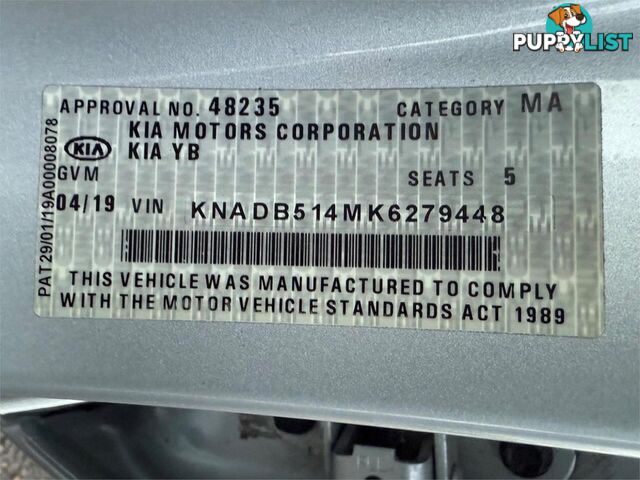 PUPPYLIST
APPROVAL NO. 48235 CATEGORY MA
KIA MOTORS CORPORATION
KIA KIA YB
GVM SEATS 5
04/19 VIN KNADB514MK6279448
THIS VEHICLE WAS MANUFACTURED TO COMPLY
WITH THE MOTOR VEHICLE STANDARDS ACT 1989
PAT29/01/19A00008078